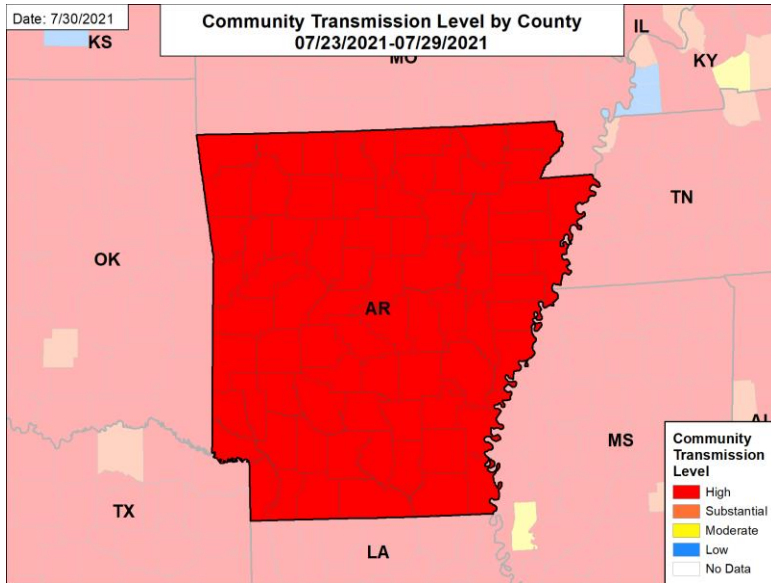 Date: 7/30/2021
Community Transmission Level by County
07/23/2021-07/29/2021
KS
MO
IL
KY
OK
AR
TN
MS
TX
LA
Community
Transmission
Level
High
Substantial
Moderate
Low
No Data